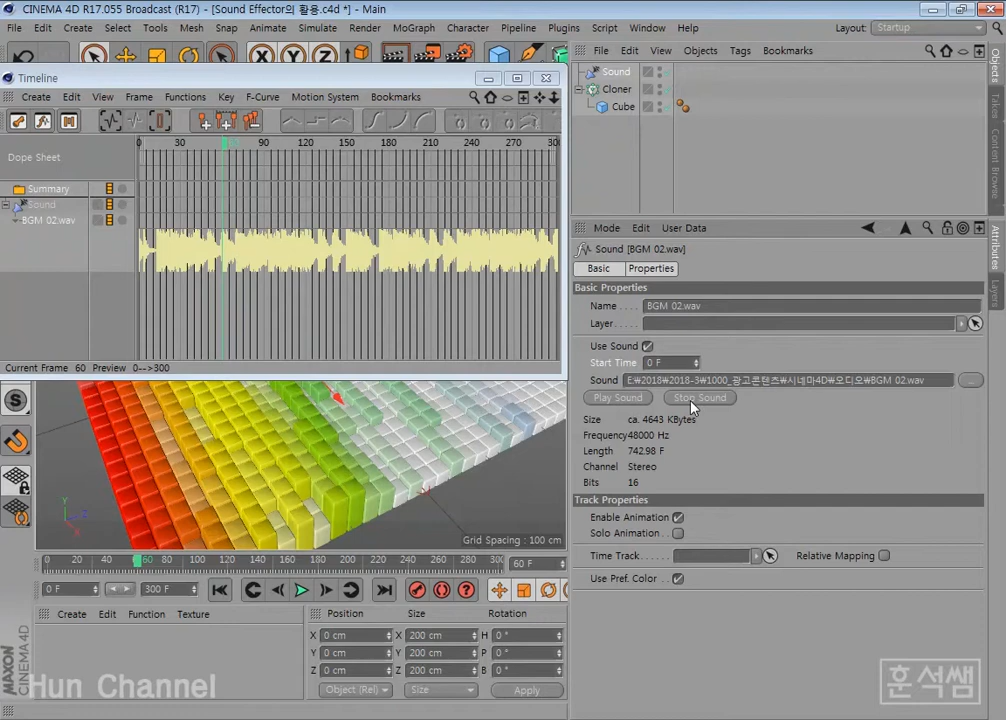 CINEMA 4D R17.055 Broadcast (R17) - [Sound Effector의 활용.c4d *] - Main
File Edit Create Select Tools Mesh Snap Animate Simulate Render MoGraph Character Pipeline Plugins Script Window Help Layout: Startup
X Y Z
File Edit View Objects Tags Bookmarks
Sound
Cloner
Cube
Objects
Takes
Content Browse
Timeline
Create Edit View Frame Functions Key F-Curve Motion System Bookmarks
0 30 90 120 150 180 210 240 270 300
Dope Sheet
Summary
Sound
BGM 02.wav
Current Frame 60 Preview 0-->300
Mode Edit User Data
Sound [BGM 02.wav]
Basic Properties
Basic Properties
Name BGM 02.wav
Layer
Use Sound
Start Time 0 F
Sound E:₩2018₩2018-3₩1000_광고콘텐츠₩시네마4D₩오디오₩BGM 02.wav ...
Play Sound Stop Sound
Size ca. 4643 KBytes
Frequency 48000 Hz
Length 742.98 F
Channel Stereo
Bits 16
Track Properties
Enable Animation
Solo Animation
Time Track Relative Mapping
Use Pref. Color
Attributes
Layers
S
Y
Z
X
Grid Spacing : 100 cm
0 20 40 60 80 100 120 140 160 180 200 220 240 260 280 300 60 F
0 F 300 F
Create Edit Function Texture
Position Size Rotation
X 0 cm X 200 cm H 0 °
Y 0 cm Y 200 cm P 0 °
Z 0 cm Z 200 cm B 0 °
Object (Rel) Size Apply
MAXON
CINEMA 4D
Hun Channel
훈석쌤